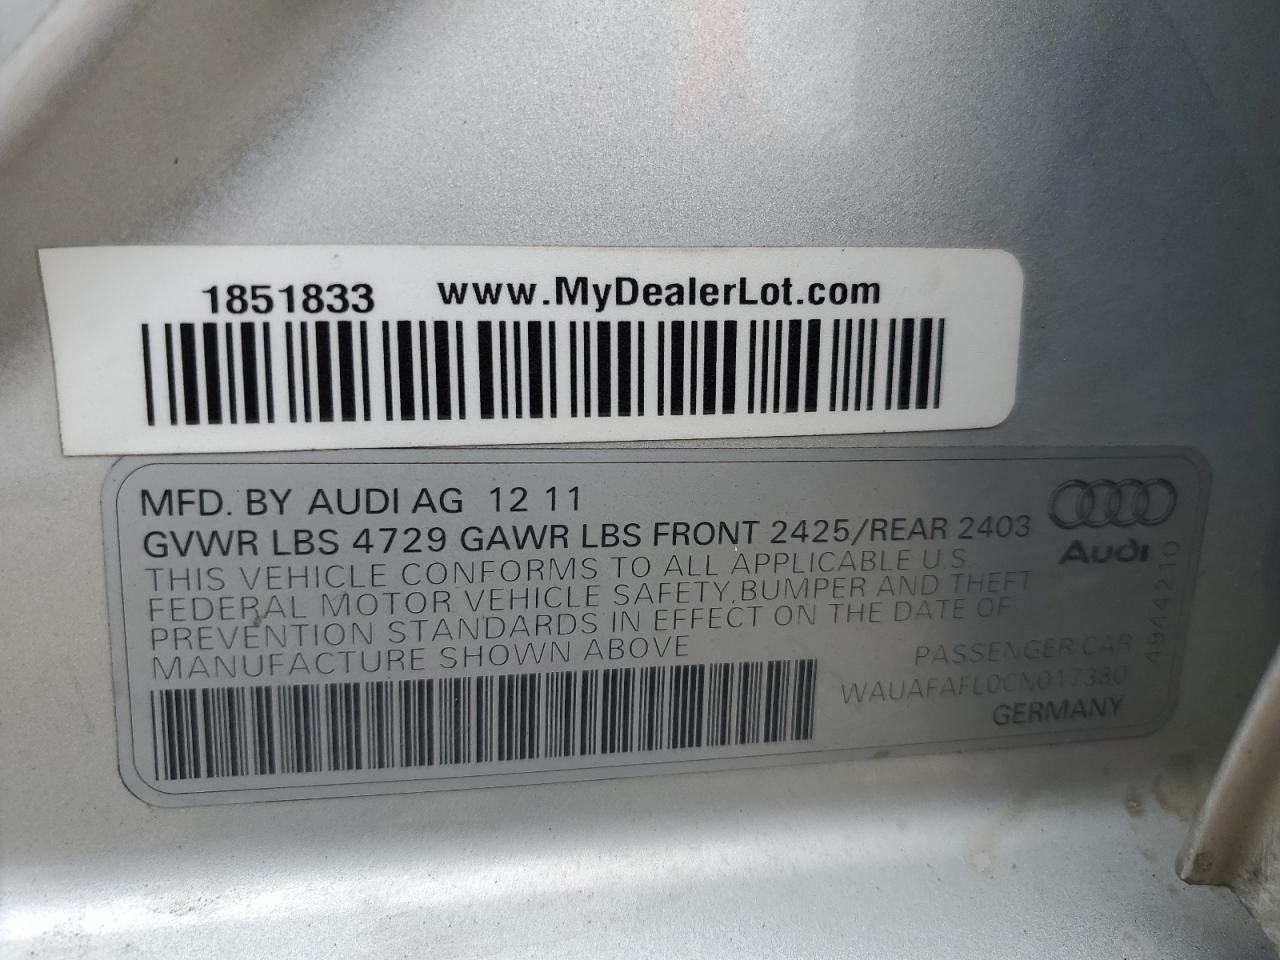 1851833 www.MyDealerLot.com
MFD. BY AUDI AG 12 11
GVWR LBS 4729 GAWR LBS FRONT 2425/REAR 2403
Audi
THIS VEHICLE CONFORMS TO ALL APPLICABLE U.S.
FEDERAL MOTOR VEHICLE SAFETY,BUMPER AND THEFT
PREVENTION STANDARDS IN EFFECT ON THE DATE OF
MANUFACTURE SHOWN ABOVE
PASSENGER CAR
WAUAFAFL0CN017380
GERMANY
4944210